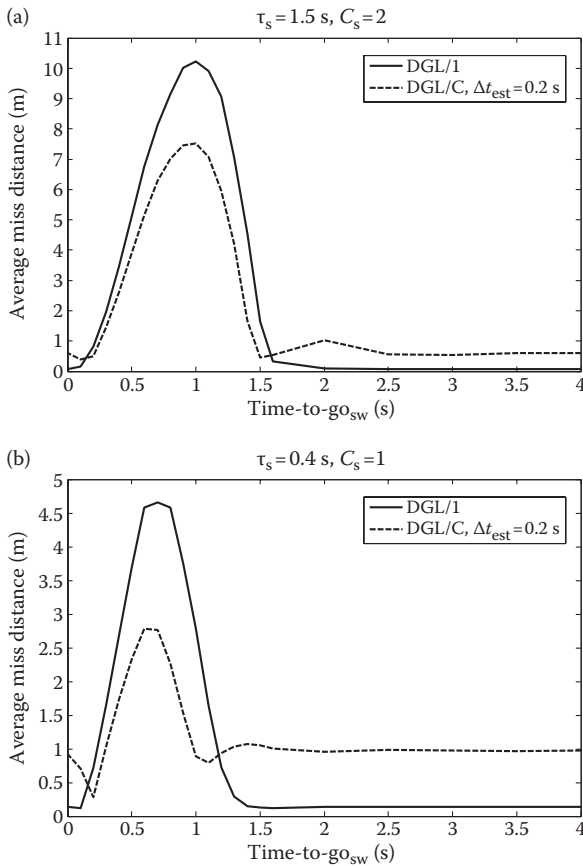 (a)
τs = 1.5 s, Cs = 2
11
10
9
8
7
6
5
4
3
2
1
0
Average miss distance (m)
DGL/1
DGL/C, Δtest = 0.2 s
0 0.5 1 1.5 2 2.5 3 3.5 4
Time-to-gosw (s)
(b)
τs = 0.4 s, Cs = 1
5
4.5
4
3.5
3
2.5
2
1.5
1
0.5
0
Average miss distance (m)
DGL/1
DGL/C, Δtest = 0.2 s
0 0.5 1 1.5 2 2.5 3 3.5 4
Time-to-gosw (s)